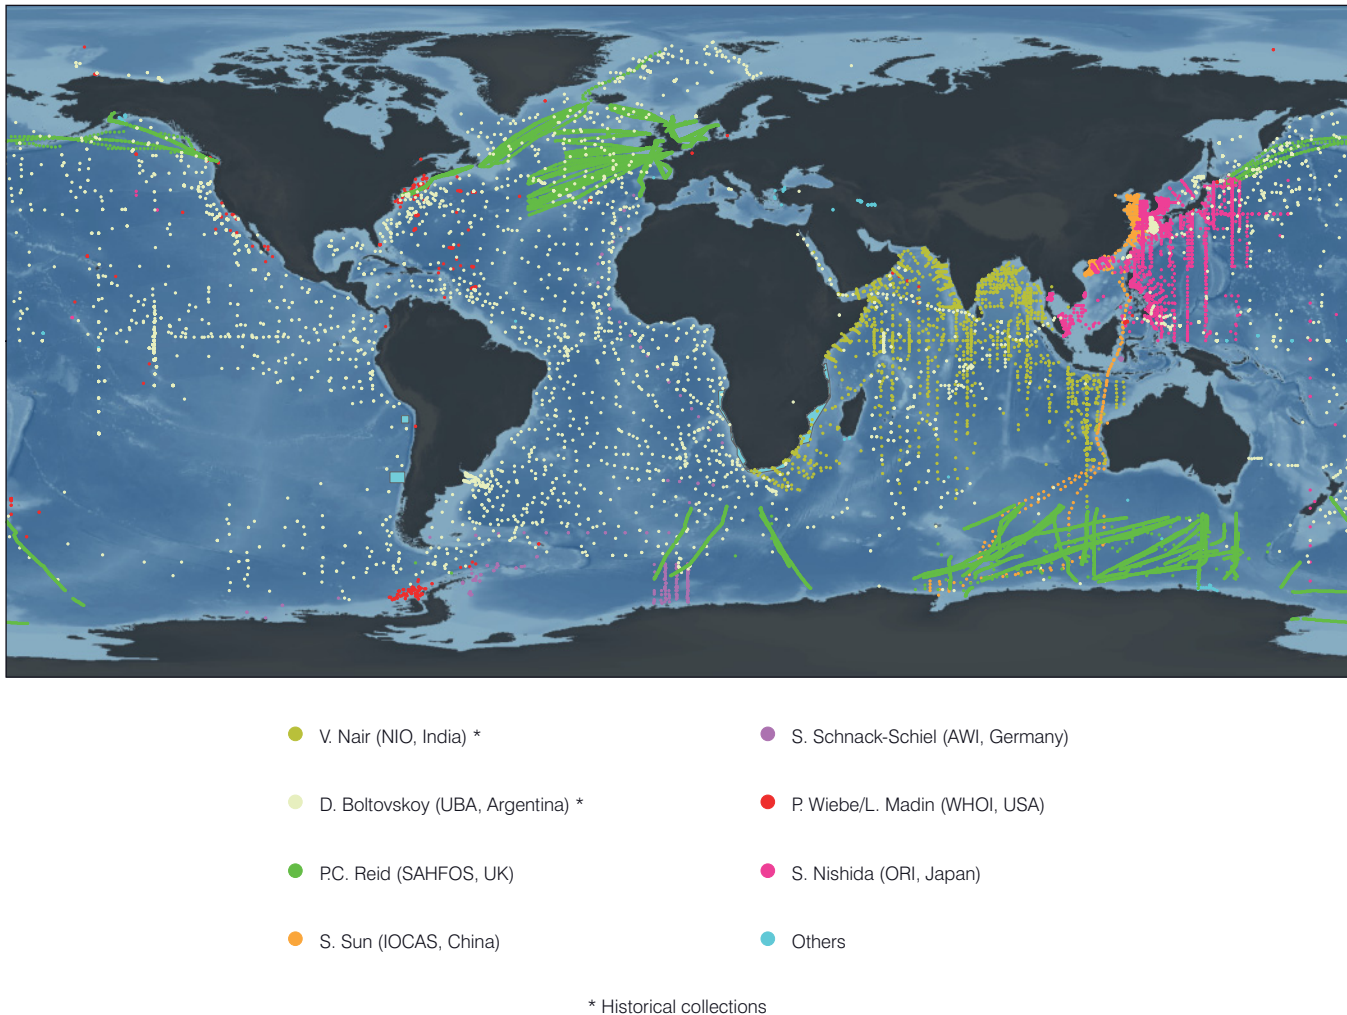 V. Nair (NIO, India) *
D. Boltovskoy (UBA, Argentina) *
P.C. Reid (SAHFOS, UK)
S. Sun (IOCAS, China)
S. Schnack-Schiel (AWI, Germany)
P. Wiebe/L. Madin (WHOI, USA)
S. Nishida (ORI, Japan)
Others
* Historical collections